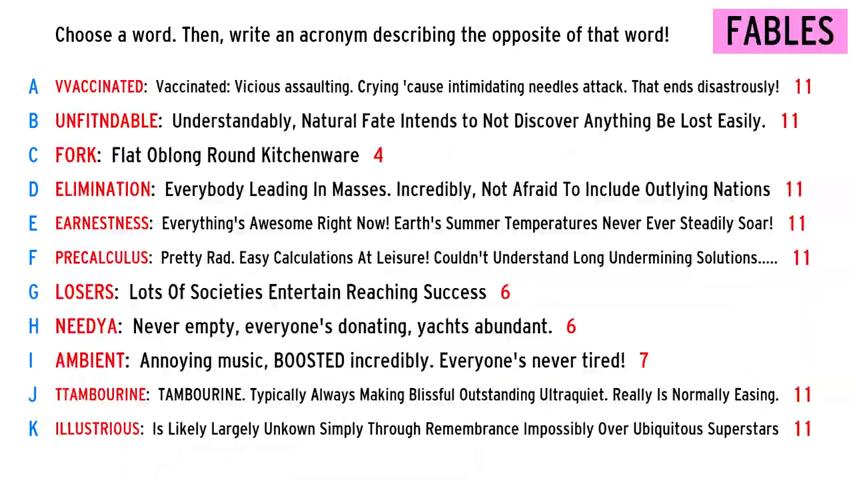 Choose a word. Then, write an acronym describing the opposite of that word!
FABLES
A VVACCINATED: Vaccinated: Vicious assaulting. Crying 'cause intimidating needles attack. That ends disastrously! 11
B UNFITNDABLE: Understandably, Natural Fate Intends to Not Discover Anything Be Lost Easily. 11
C FORK: Flat Oblong Round Kitchenware 4
D ELIMINATION: Everybody Leading In Masses. Incredibly, Not Afraid To Include Outlying Nations 11
E EARNESTNESS: Everything's Awesome Right Now! Earth's Summer Temperatures Never Ever Steadily Soar! 11
F PRECALCULUS: Pretty Rad. Easy Calculations At Leisure! Couldn't Understand Long Undermining Solutions..... 11
G LOSERS: Lots Of Societies Entertain Reaching Success 6
H NEEDYA: Never empty, everyone's donating, yachts abundant. 6
I AMBIENT: Annoying music, BOOSTED incredibly. Everyone's never tired! 7
J TTAMBOURINE: TAMBOURINE. Typically Always Making Blissful Outstanding Ultraquiet. Really Is Normally Easing. 11
K ILLUSTRIOUS: Is Likely Largely Unkown Simply Through Remembrance Impossibly Over Ubiquitous Superstars 11